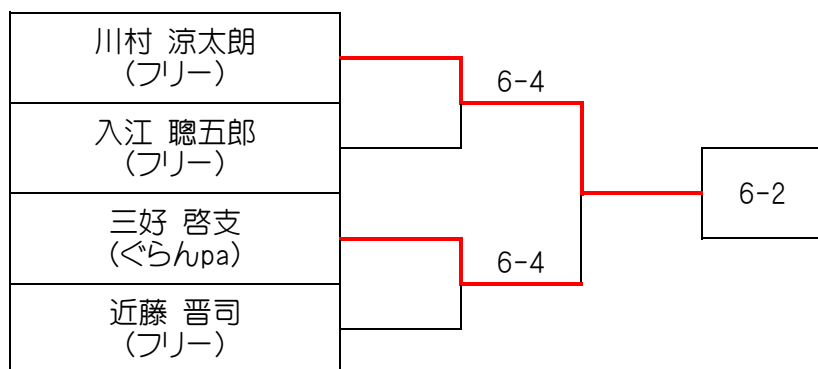 川村 涼太朗
(フリー)
入江 聰五郎
(フリー)
三好 啓支
(ぐらんpa)
近藤 晋司
(フリー)
6-4
6-4
6-2